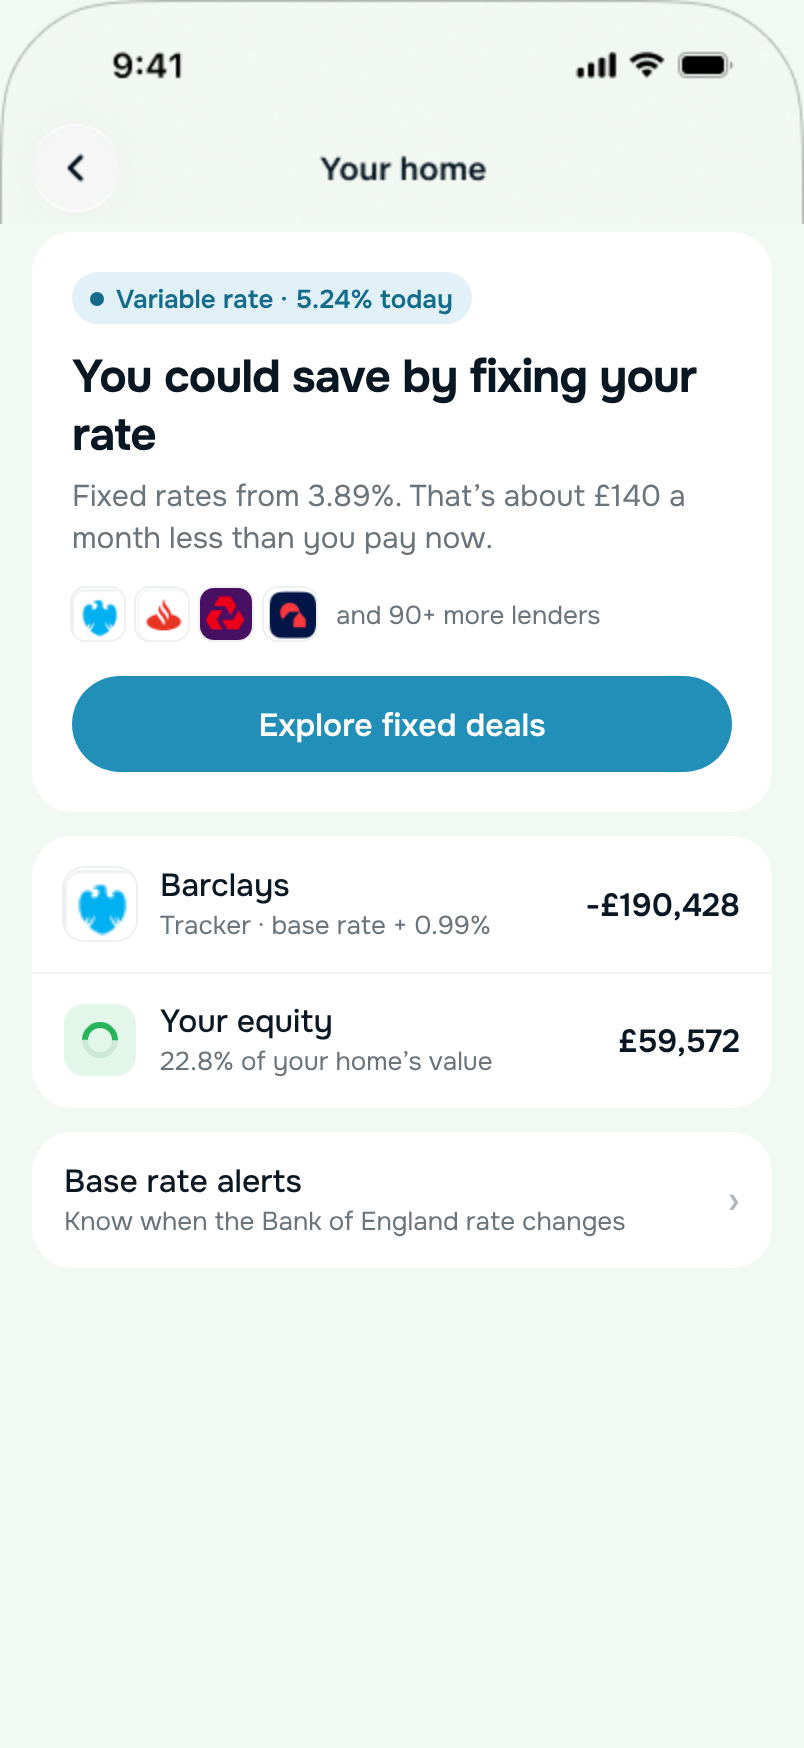 9:41
Your home
Variable rate · 5.24% today
You could save by fixing your
rate
Fixed rates from 3.89%. That’s about £140 a
month less than you pay now.
and 90+ more lenders
Explore fixed deals
Barclays
-£190,428
Tracker · base rate + 0.99%
Your equity
£59,572
22.8% of your home’s value
Base rate alerts
Know when the Bank of England rate changes